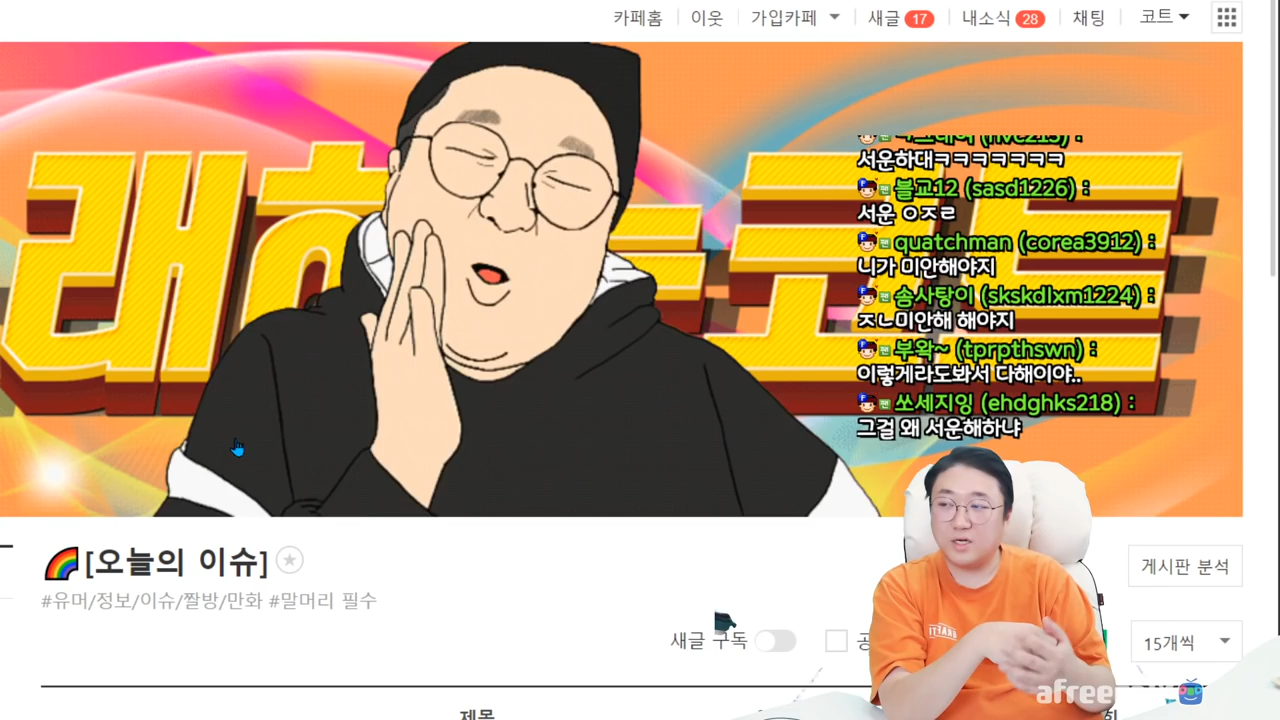 카페홈 이웃 가입카페 새글 17 내소식 28 채팅 코트
서운하대ㅋㅋㅋㅋㅋㅋㅋ
불교12 (sasd1226) :
서운 ㅇㅈㄹ
quatchman (corea3912) :
니가 미안해야지
솜사탕이 (skskdlxm1224) :
ㅈㄴ미안해 해야지
부왁~ (tprpthswn) :
이렇게라도봐서 다해이야..
쏘세지잉 (ehdghks218) :
그걸 왜 서운해하냐
[오늘의 이슈]
게시판 분석
#유머/정보/이슈/짤방/만화 #말머리 필수
새글 구독
15개씩
제목